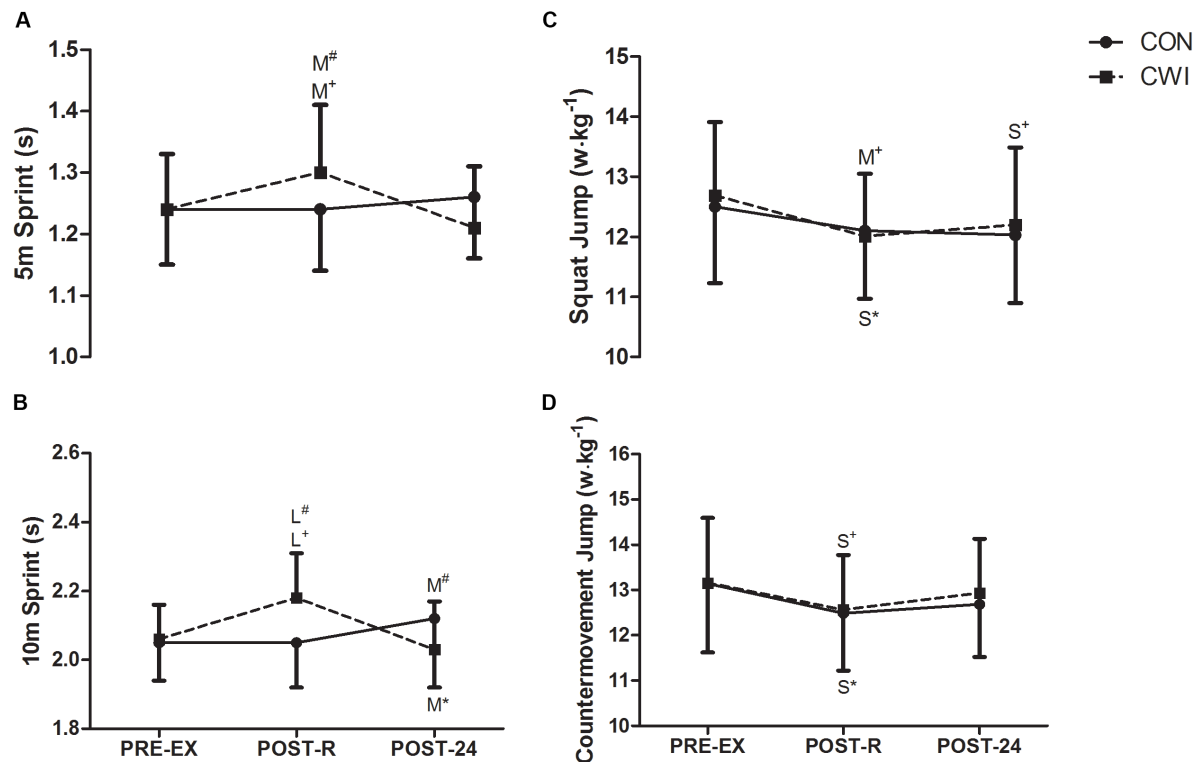 A
5m Sprint (s)
1.5
1.4
1.3
1.2
1.1
1.0
M#
M+
C
Squat Jump (w·kg-1)
15
14
13
12
11
10
M+
S*
S+
CON
CWI
B
10m Sprint (s)
2.6
2.4
2.2
2.0
1.8
L#
L+
M#
M*
PRE-EX POST-R POST-24
D
Countermovement Jump (w·kg-1)
16
15
14
13
12
11
10
S+
S*
PRE-EX POST-R POST-24